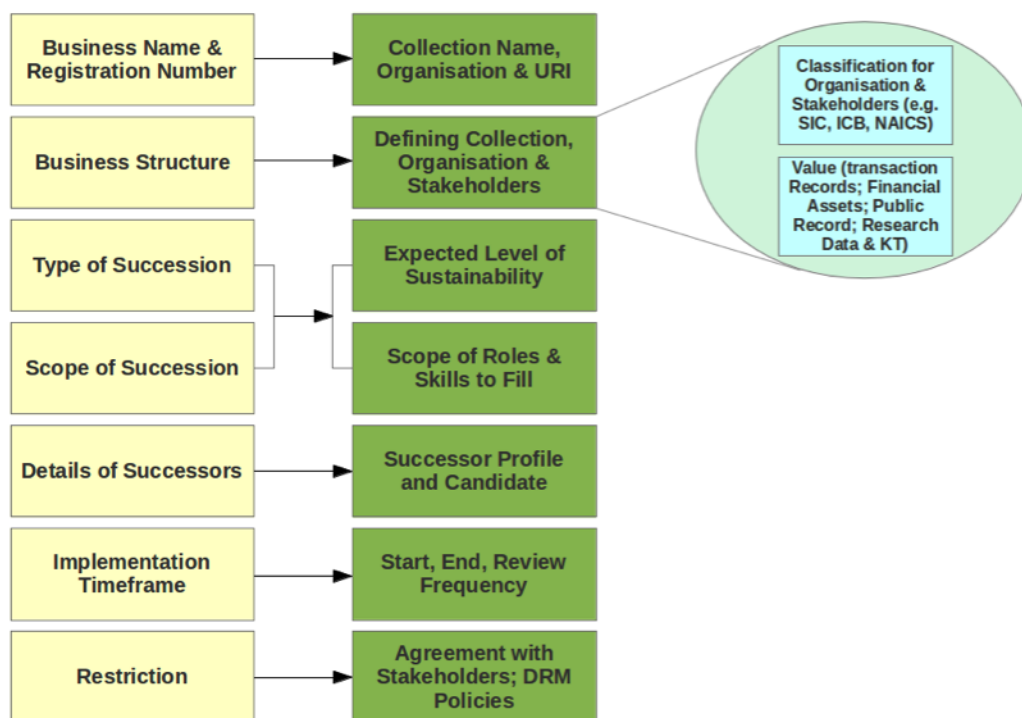 Business Name &
Registration Number
Collection Name,
Organisation & URI
Business Structure
Defining Collection,
Organisation &
Stakeholders
Classification for
Organisation &
Stakeholders (e.g.
SIC, ICB, NAICS)
Value (transaction
Records; Financial
Assets; Public
Record; Research
Data & KT)
Type of Succession
Expected Level of
Sustainability
Scope of Succession
Scope of Roles &
Skills to Fill
Details of Successors
Successor Profile
and Candidate
Implementation
Timeframe
Start, End, Review
Frequency
Restriction
Agreement with
Stakeholders; DRM
Policies